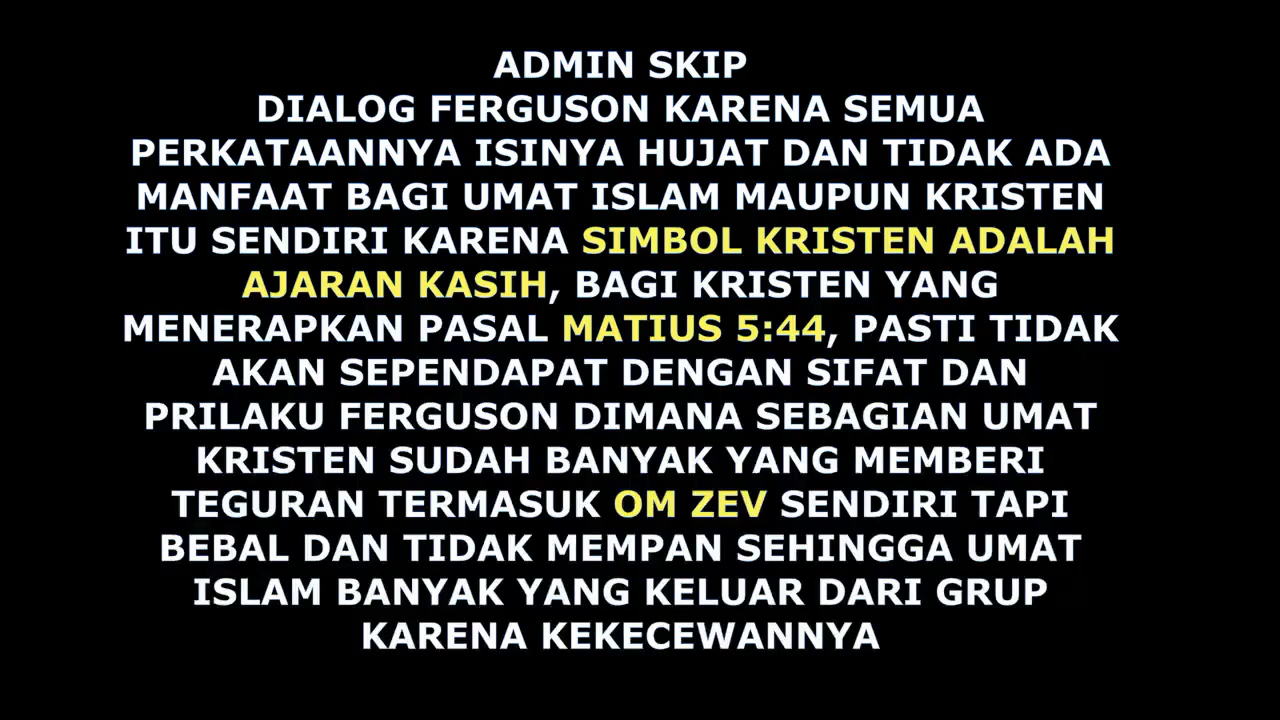 ADMIN SKIP
DIALOG FERGUSON KARENA SEMUA
PERKATAANNYA ISINYA HUJAT DAN TIDAK ADA
MANFAAT BAGI UMAT ISLAM MAUPUN KRISTEN
ITU SENDIRI KARENA SIMBOL KRISTEN ADALAH
AJARAN KASIH, BAGI KRISTEN YANG
MENERAPKAN PASAL MATIUS 5:44, PASTI TIDAK
AKAN SEPENDAPAT DENGAN SIFAT DAN
PRILAKU FERGUSON DIMANA SEBAGIAN UMAT
KRISTEN SUDAH BANYAK YANG MEMBERI
TEGURAN TERMASUK OM ZEV SENDIRI TAPI
BEBAL DAN TIDAK MEMPAN SEHINGGA UMAT
ISLAM BANYAK YANG KELUAR DARI GRUP
KARENA KEKECEWANNYA